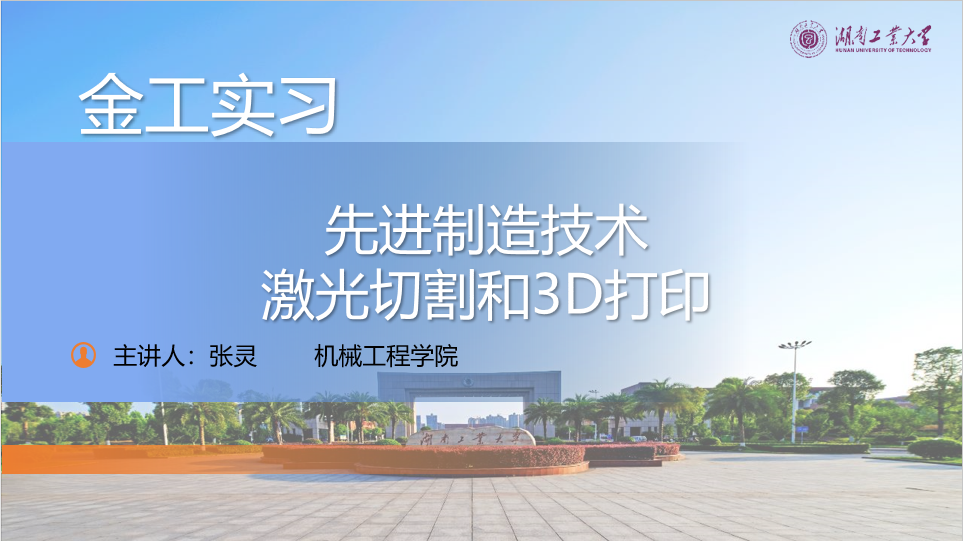 湖南工业大学
HUNAN UNIVERSITY OF TECHNOLOGY
金工实习
先进制造技术
激光切割和3D打印
主讲人：张灵 机械工程学院
湖南工业大学